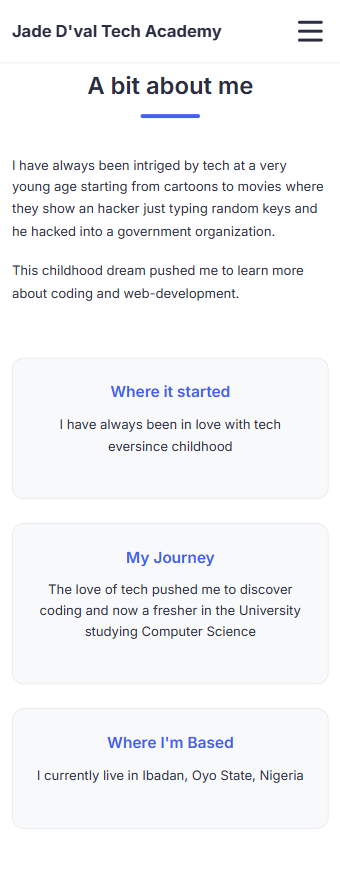 Jade D'val Tech Academy
A bit about me
I have always been intriged by tech at a very
young age starting from cartoons to movies where
they show an hacker just typing random keys and
he hacked into a government organization.
This childhood dream pushed me to learn more
about coding and web-development.
Where it started
I have always been in love with tech
eversince childhood
My Journey
The love of tech pushed me to discover
coding and now a fresher in the University
studying Computer Science
Where I'm Based
I currently live in Ibadan, Oyo State, Nigeria